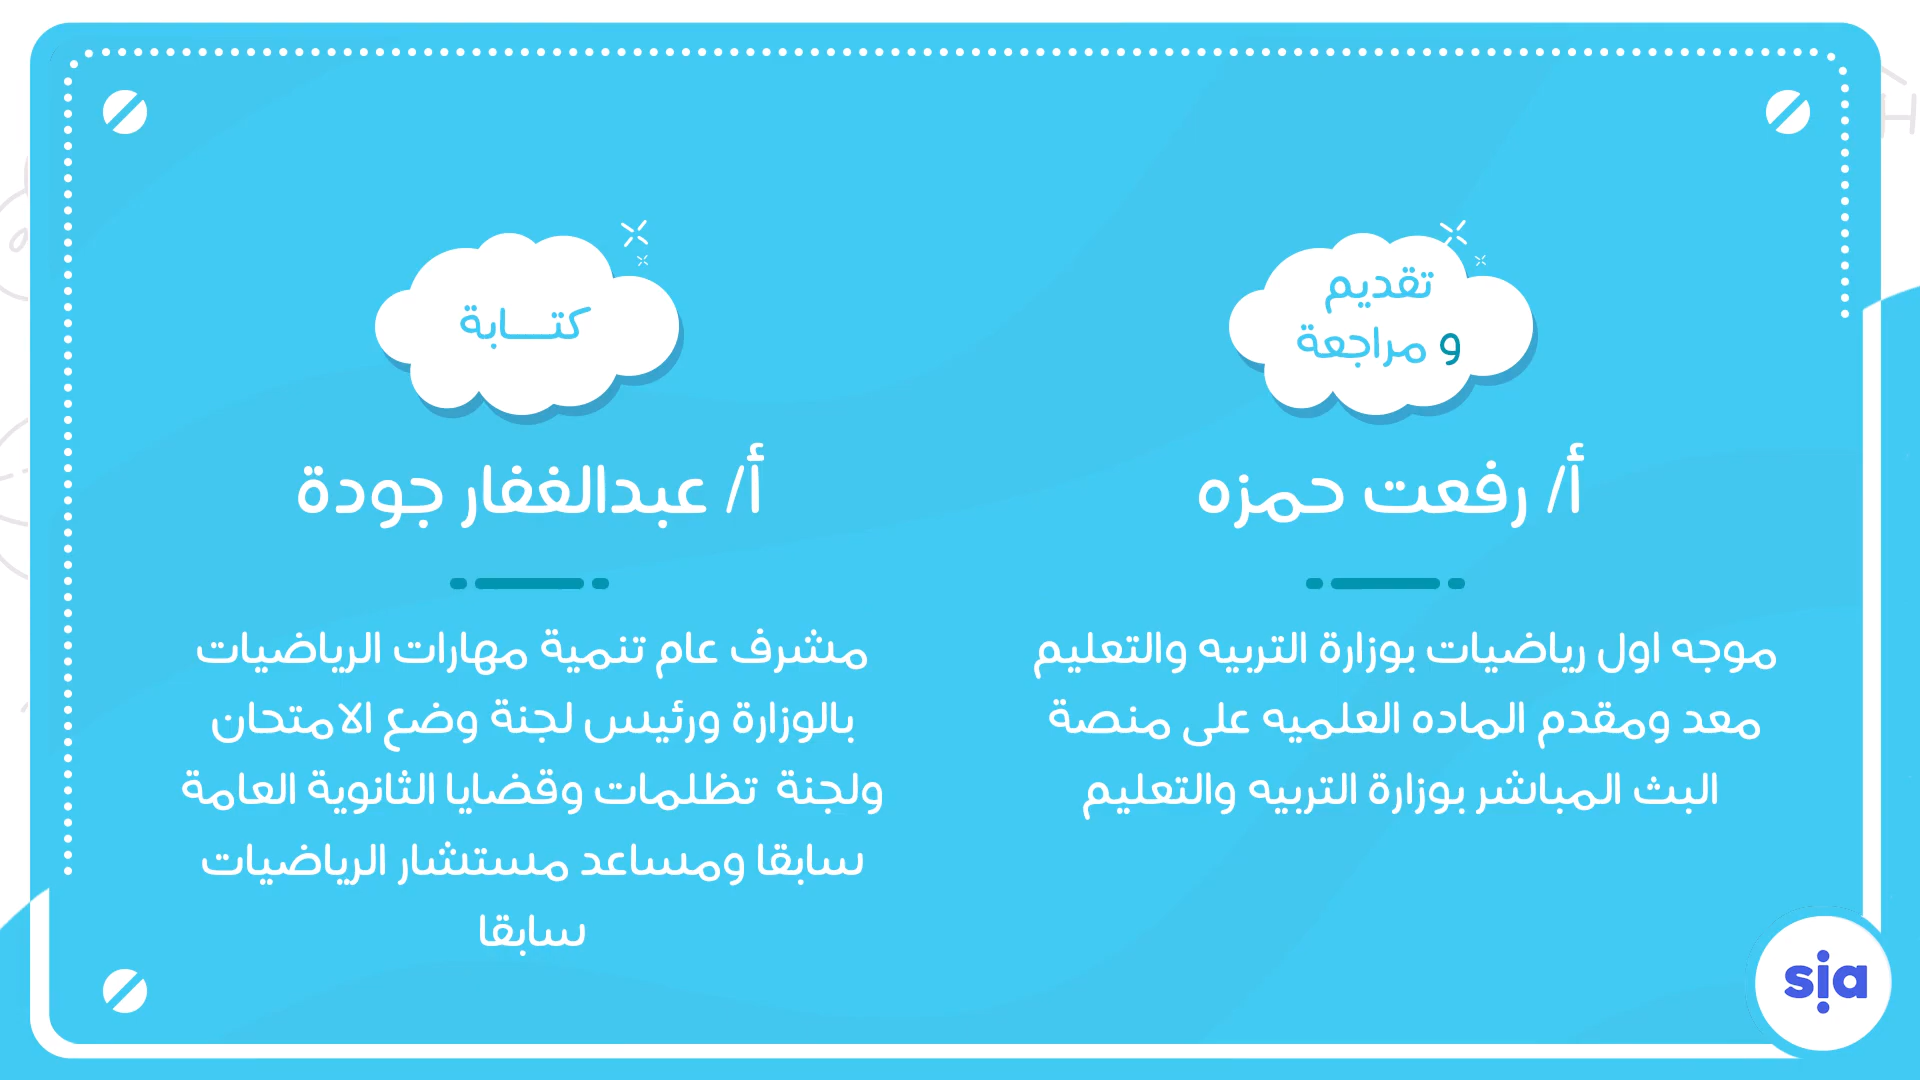 تقديم
و مراجعة
أ/ رفعت حمزه
موجه اول رياضيات بوزارة التربيه والتعليم
معد ومقدم الماده العلميه على منصة
البث المباشر بوزارة التربيه والتعليم
كتـــابة
أ/ عبدالغفار جودة
مشرف عام تنمية مهارات الرياضيات
بالوزارة ورئيس لجنة وضع الامتحان
ولجنة تظلمات وقضايا الثانوية العامة
سابقا ومساعد مستشار الرياضيات
سابقا
sia